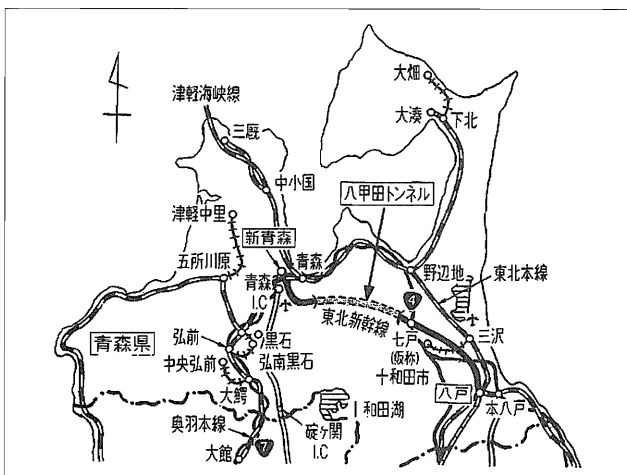 大畑
津軽海峡線
大湊
下北
三厩
中小国
八甲田トンネル
津軽中里
新青森
五所川原
青森
青森
I.C
野辺地
東北本線
4
東北新幹線
七戸
(仮称)
三沢
青森県
弘前
黒石
中央弘前
弘南黒石
十和田市
八戸
大鰐
本八戸
十和田湖
奥羽本線
碇ヶ関
I.C
大館
7